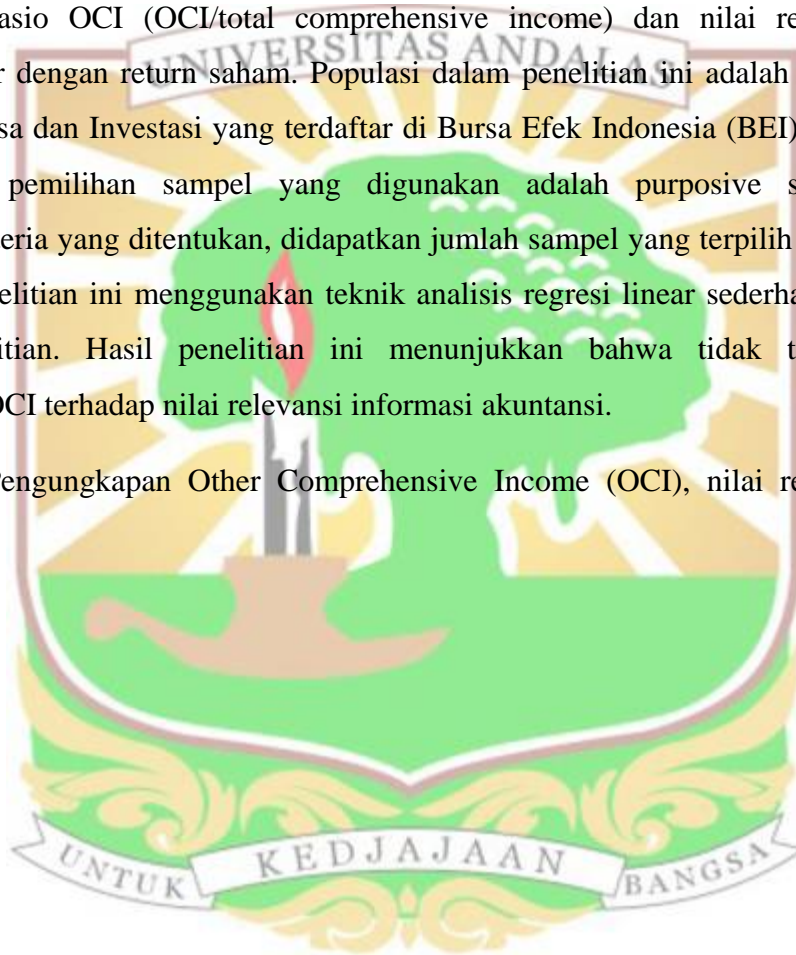 asio OCI (OCI/total comprehensive income) dan nilai re
UNIVERSITAS ANDALAS
r dengan return saham. Populasi dalam penelitian ini adalah
sa dan Investasi yang terdaftar di Bursa Efek Indonesia (BEI)
pemilihan sampel yang digunakan adalah purposive s
eria yang ditentukan, didapatkan jumlah sampel yang terpilih
elitian ini menggunakan teknik analisis regresi linear sederha
itian. Hasil penelitian ini menunjukkan bahwa tidak t
OCI terhadap nilai relevansi informasi akuntansi.
Pengungkapan Other Comprehensive Income (OCI), nilai re
UNTUK KEDJAJAAN BANGSA